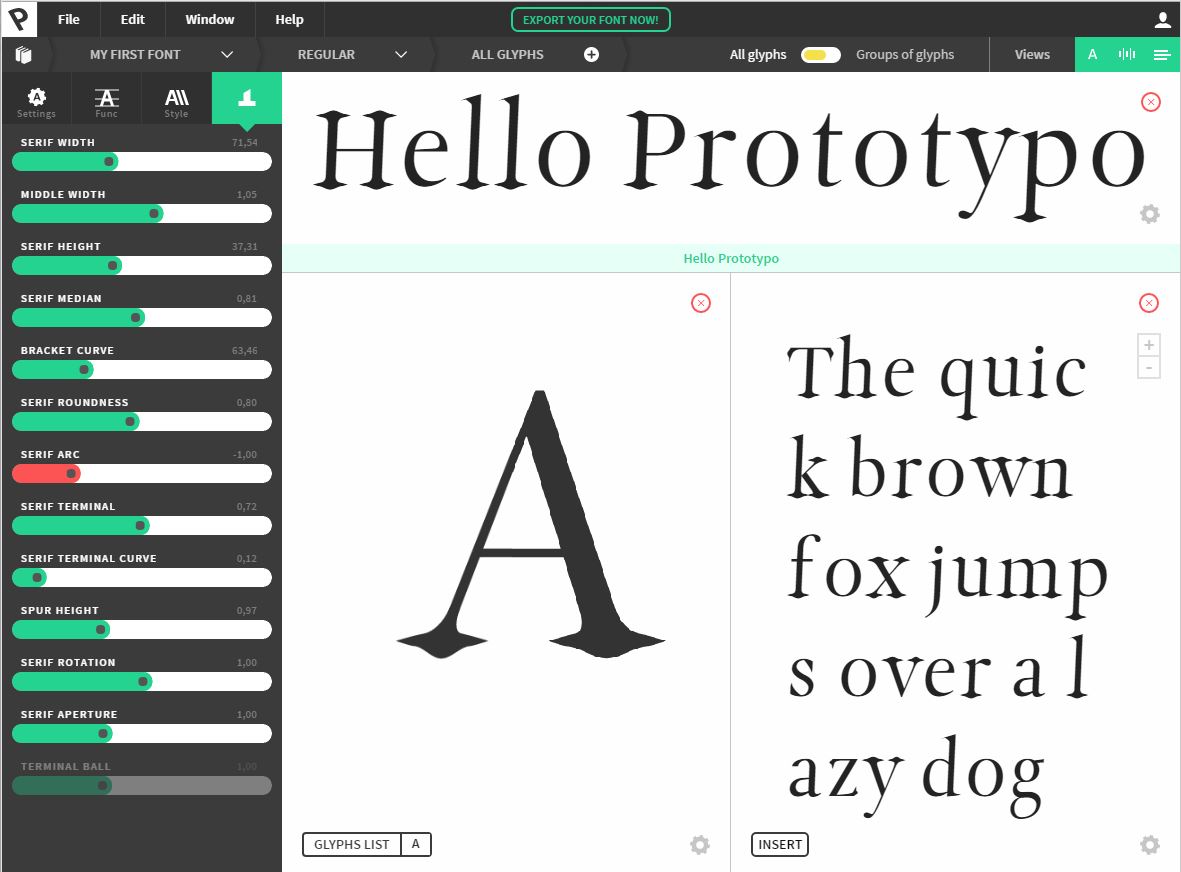 File Edit Window Help EXPORT YOUR FONT NOW!
MY FIRST FONT REGULAR ALL GLYPHS All glyphs Groups of glyphs Views A
Settings Func Style
SERIF WIDTH 71,54
MIDDLE WIDTH 1,05
SERIF HEIGHT 37,31
SERIF MEDIAN 0,81
BRACKET CURVE 63,46
SERIF ROUNDNESS 0,80
SERIF ARC -1,00
SERIF TERMINAL 0,72
SERIF TERMINAL CURVE 0,12
SPUR HEIGHT 0,97
SERIF ROTATION 1,00
SERIF APERTURE 1,00
TERMINAL BALL 1,00
Hello Prototypo
Hello Prototypo
A
GLYPHS LIST A
The quic
k brown
fox jump
s over a l
azy dog
+
-
INSERT